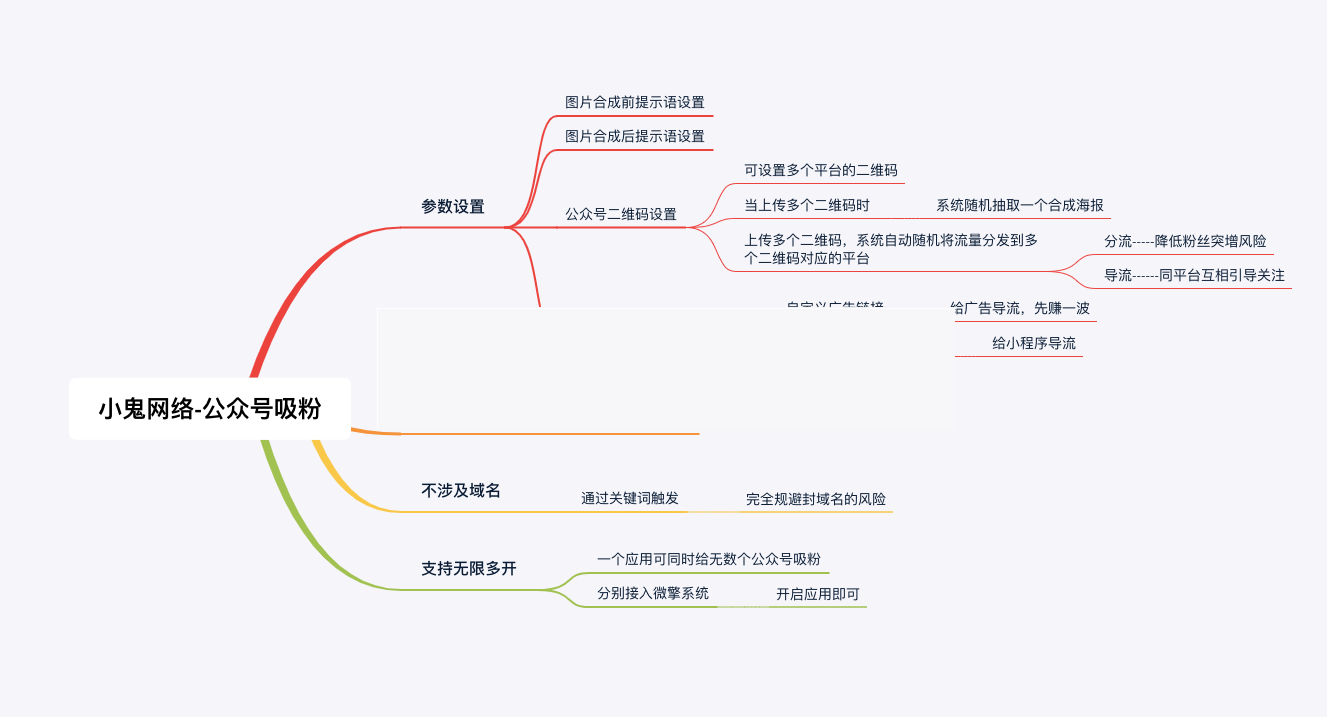 图片合成前提示语设置
图片合成后提示语设置
可设置多个平台的二维码
参数设置
当上传多个二维码时
系统随机抽取一个合成海报
公众号二维码设置
上传多个二维码，系统自动随机将流量分发到多
个二维码对应的平台
分流-----降低粉丝突增风险
导流------同平台互相引导关注
自定义广告链接
给广告导流，先赚一波
给小程序导流
小鬼网络-公众号吸粉
不涉及域名
通过关键词触发
完全规避封域名的风险
支持无限多开
一个应用可同时给无数个公众号吸粉
分别接入微擎系统
开启应用即可